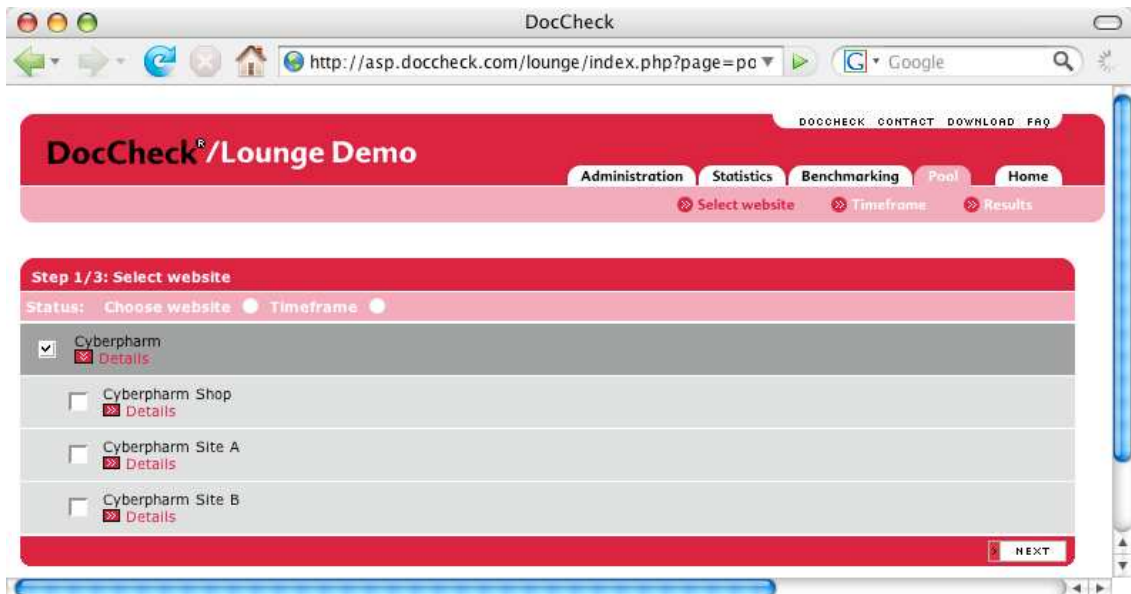 DocCheck
http://asp.doccheck.com/lounge/index.php?page=po
G Google
DOCCHECK CONTACT DOWNLOAD FAQ
DocCheck®/Lounge Demo
Administration Statistics Benchmarking Pool Home
Select website Timeframe Results
Step 1/3: Select website
Status: Choose website Timeframe
Cyberpharm
Details
Cyberpharm Shop
Details
Cyberpharm Site A
Details
Cyberpharm Site B
Details
NEXT